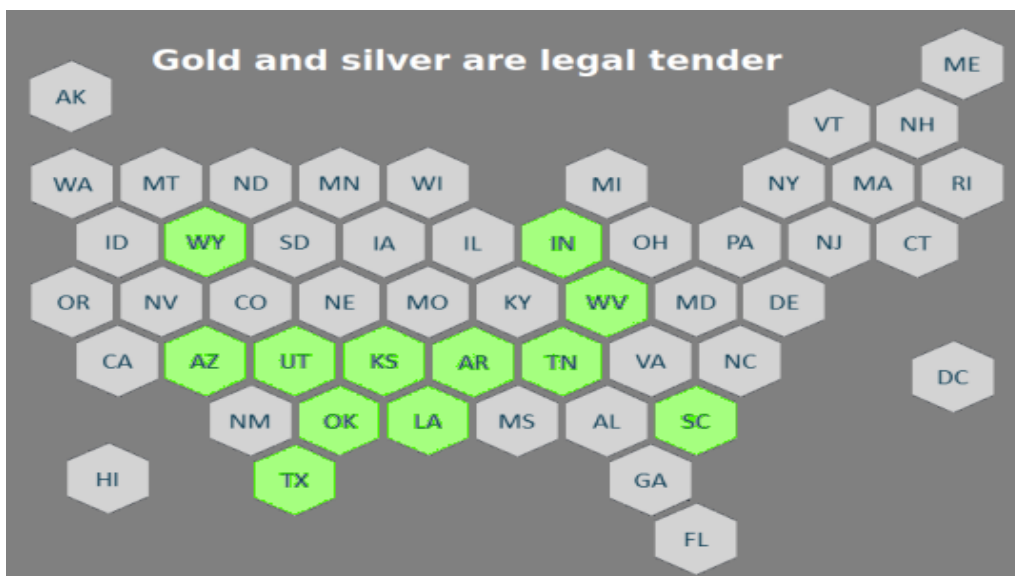 Gold and silver are legal tender
ME
AK
VT NH
WA MT ND MN WI MI NY MA RI
ID WY SD IA IL IN OH PA NJ CT
OR NV CO NE MO KY WV MD DE
CA AZ UT KS AR TN VA NC
DC
NM OK LA MS AL SC
HI TX GA
FL